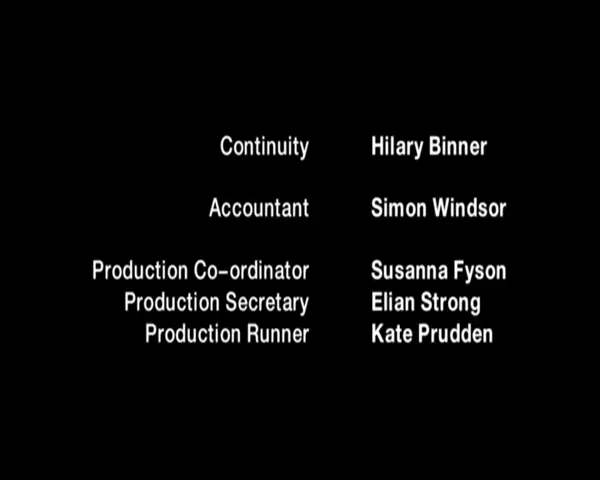 Continuity Hilary Binner
Accountant Simon Windsor
Production Co-ordinator Susanna Fyson
Production Secretary Elian Strong
Production Runner Kate Prudden